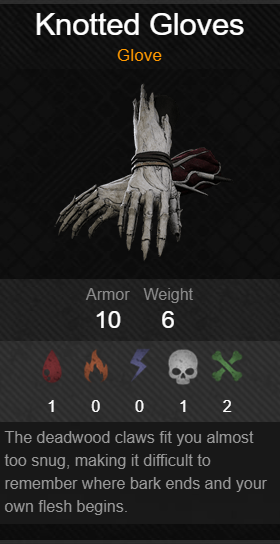 Knotted Gloves
Glove
Armor Weight
10 6
1 0 0 1 2
The deadwood claws fit you almost
too snug, making it difficult to
remember where bark ends and your
own flesh begins.